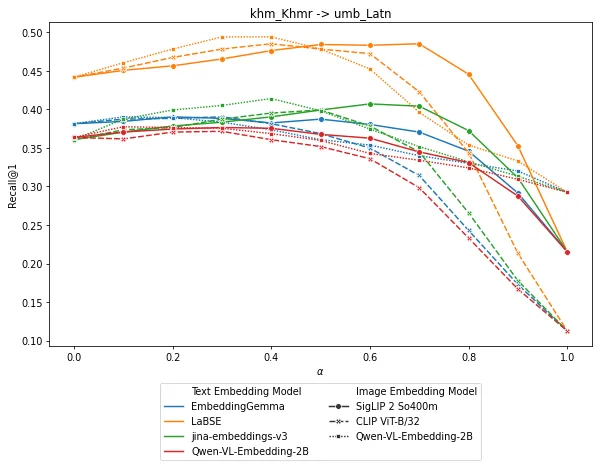 khm_Khmr -> umb_Latn
Recall@1
0.50
0.45
0.40
0.35
0.30
0.25
0.20
0.15
0.10
0.0 0.2 0.4 0.6 0.8 1.0
α
Text Embedding Model
EmbeddingGemma
LaBSE
jina-embeddings-v3
Qwen-VL-Embedding-2B
Image Embedding Model
SigLIP 2 So400m
CLIP ViT-B/32
Qwen-VL-Embedding-2B